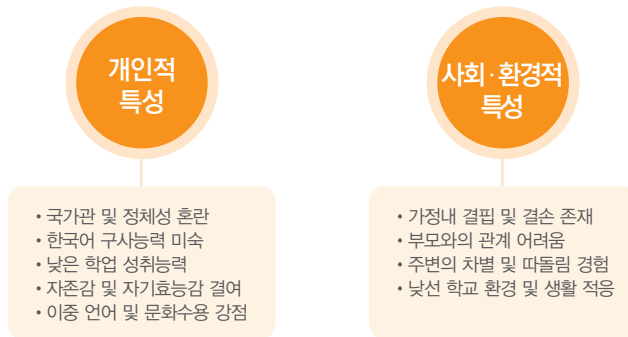 개인적
특성
• 국가관 및 정체성 혼란
• 한국어 구사능력 미숙
• 낮은 학업 성취능력
• 자존감 및 자기효능감 결여
• 이중 언어 및 문화수용 강점
사회·환경적
특성
• 가정내 결핍 및 결손 존재
• 부모와의 관계 어려움
• 주변의 차별 및 따돌림 경험
• 낯선 학교 환경 및 생활 적응